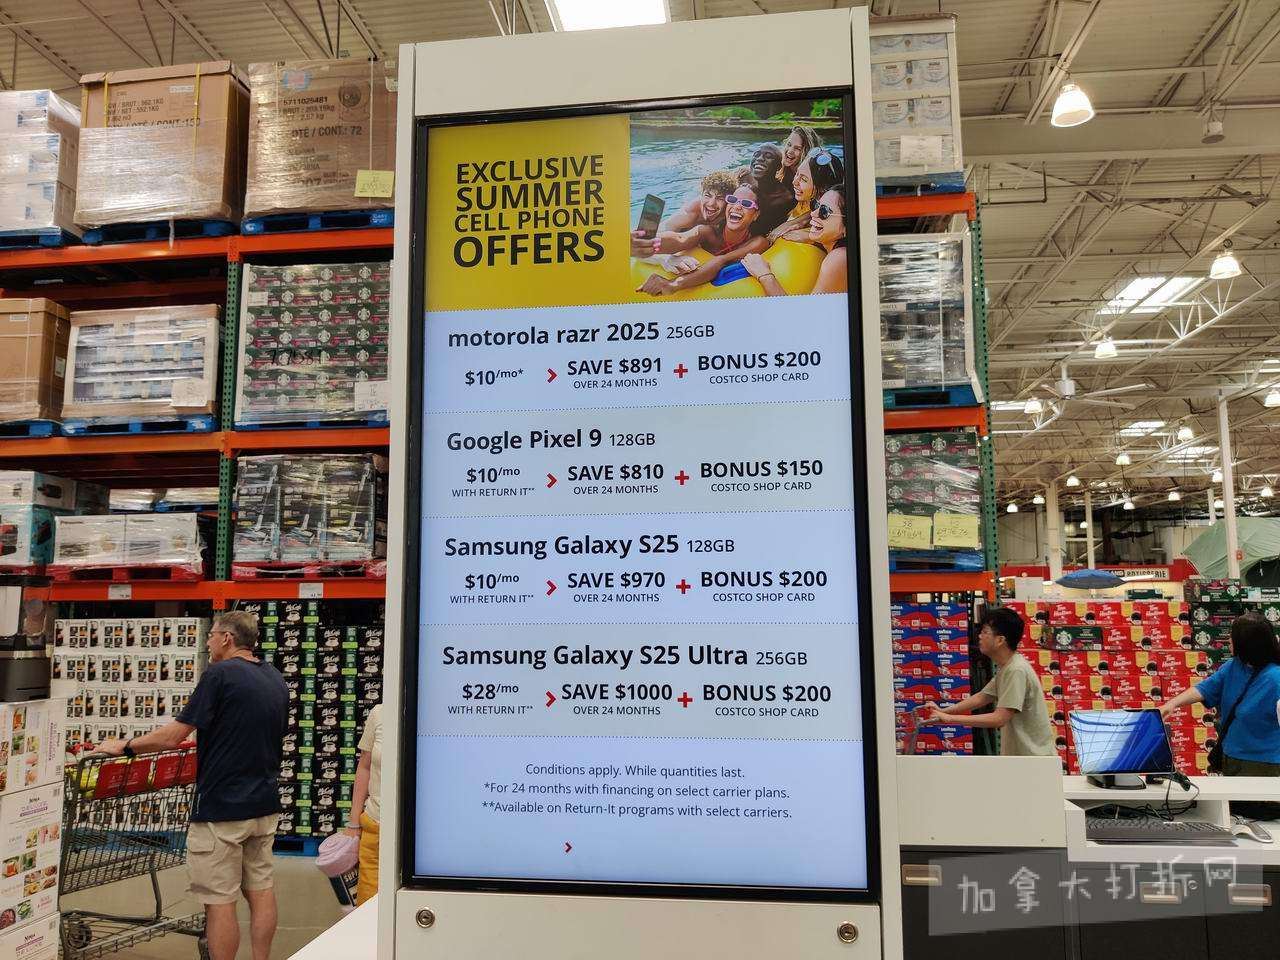 EXCLUSIVE
SUMMER
CELL PHONE
OFFERS
motorola razr 2025 256GB
$10/mo* > SAVE $891 + BONUS $200
OVER 24 MONTHS COSTCO SHOP CARD
Google Pixel 9 128GB
$10/mo > SAVE $810 + BONUS $150
WITH RETURN IT** OVER 24 MONTHS COSTCO SHOP CARD
Samsung Galaxy S25 128GB
$10/mo > SAVE $970 + BONUS $200
WITH RETURN IT** OVER 24 MONTHS COSTCO SHOP CARD
Samsung Galaxy S25 Ultra 256GB
$28/mo > SAVE $1000 + BONUS $200
WITH RETURN IT** OVER 24 MONTHS COSTCO SHOP CARD
Conditions apply. While quantities last.
*For 24 months with financing on select carrier plans.
**Available on Return-It programs with select carriers.
>
5711025481
QTÉ / CONT.: 72
加拿大打折网